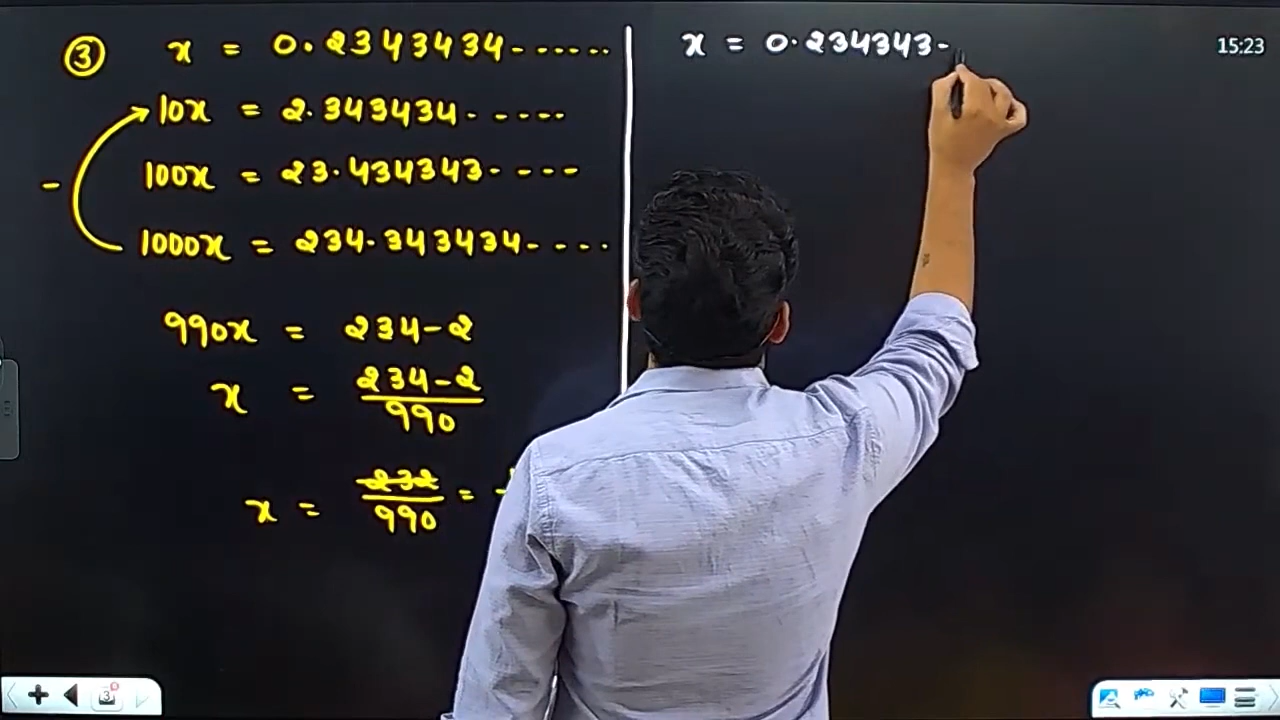 ③ x = 0.2343434------
10x = 2.343434-----
100x = 23.434343----
- 1000x = 234.343434----
990x = 234-2
x = 234-2 / 990
x = 232 / 990 =
x = 0.234343-
15:23
3